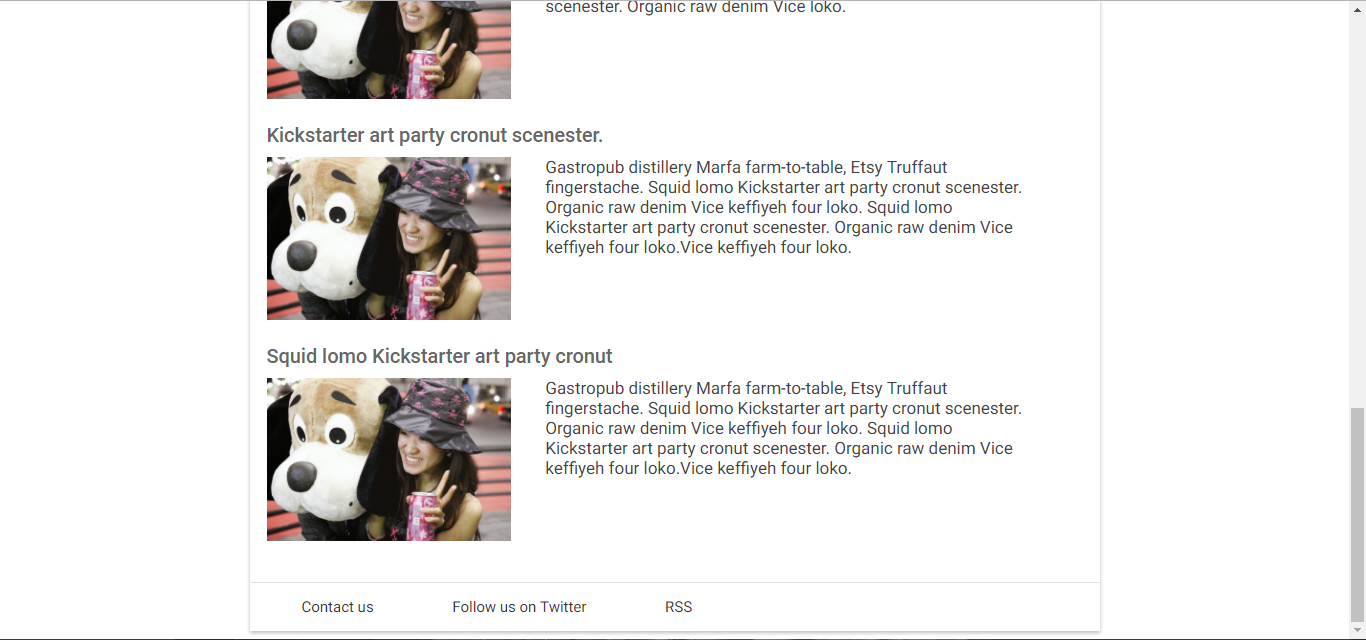 scenester. Organic raw denim Vice loko.
Kickstarter art party cronut scenester.
Gastropub distillery Marfa farm-to-table, Etsy Truffaut
fingerstache. Squid lomo Kickstarter art party cronut scenester.
Organic raw denim Vice keffiyeh four loko. Squid lomo
Kickstarter art party cronut scenester. Organic raw denim Vice
keffiyeh four loko.Vice keffiyeh four loko.
Squid lomo Kickstarter art party cronut
Gastropub distillery Marfa farm-to-table, Etsy Truffaut
fingerstache. Squid lomo Kickstarter art party cronut scenester.
Organic raw denim Vice keffiyeh four loko. Squid lomo
Kickstarter art party cronut scenester. Organic raw denim Vice
keffiyeh four loko.Vice keffiyeh four loko.
Contact us
Follow us on Twitter
RSS